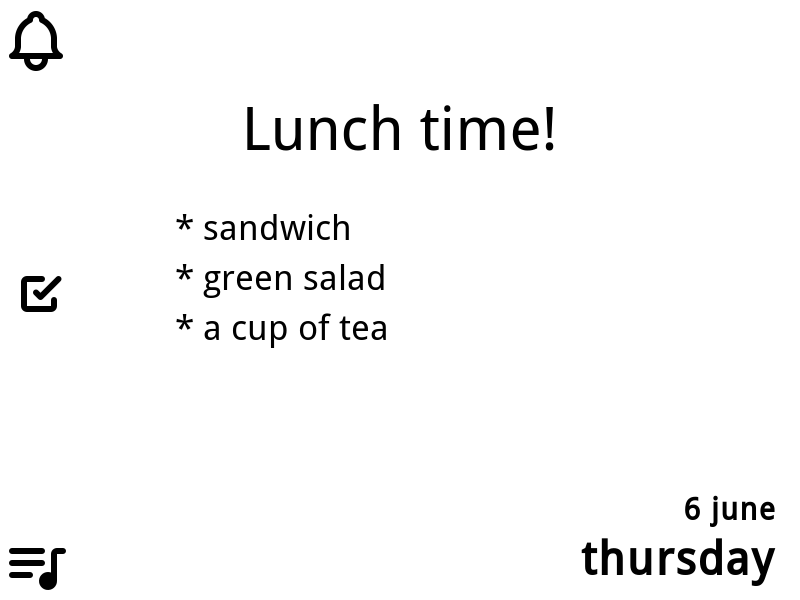 Lunch time!
* sandwich
* green salad
* a cup of tea
6 june
thursday